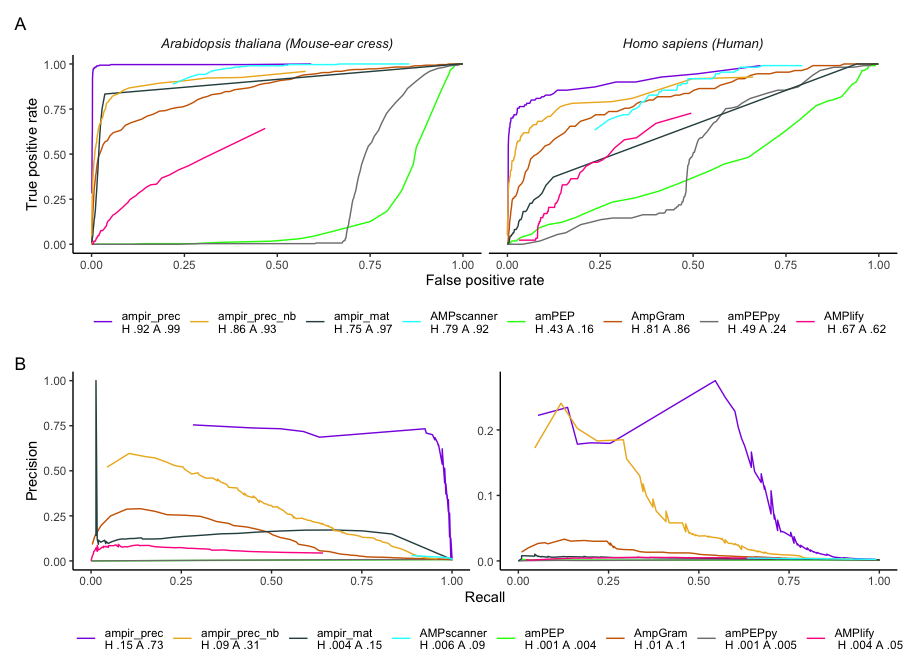 A
Arabidopsis thaliana (Mouse-ear cress)
Homo sapiens (Human)
True positive rate
1.00
0.75
0.50
0.25
0.00
0.00 0.25 0.50 0.75 1.00
0.00 0.25 0.50 0.75 1.00
False positive rate
ampir_prec ampir_prec_nb ampir_mat AMPscanner amPEP AmpGram amPEPpy AMPlify
H .92 A .99 H .86 A .93 H .75 A .97 H .79 A .92 H .43 A .16 H .81 A .86 H .49 A .24 H .67 A .62
B
Precision
1.00
0.75
0.50
0.25
0.00
0.2
0.1
0.0
0.00 0.25 0.50 0.75 1.00
0.00 0.25 0.50 0.75 1.00
Recall
ampir_prec ampir_prec_nb ampir_mat AMPscanner amPEP AmpGram amPEPpy AMPlify
H .15 A .73 H .09 A .31 H .004 A .15 H .006 A .09 H .001 A .004 H .01 A .1 H .001 A .005 H .004 A .05